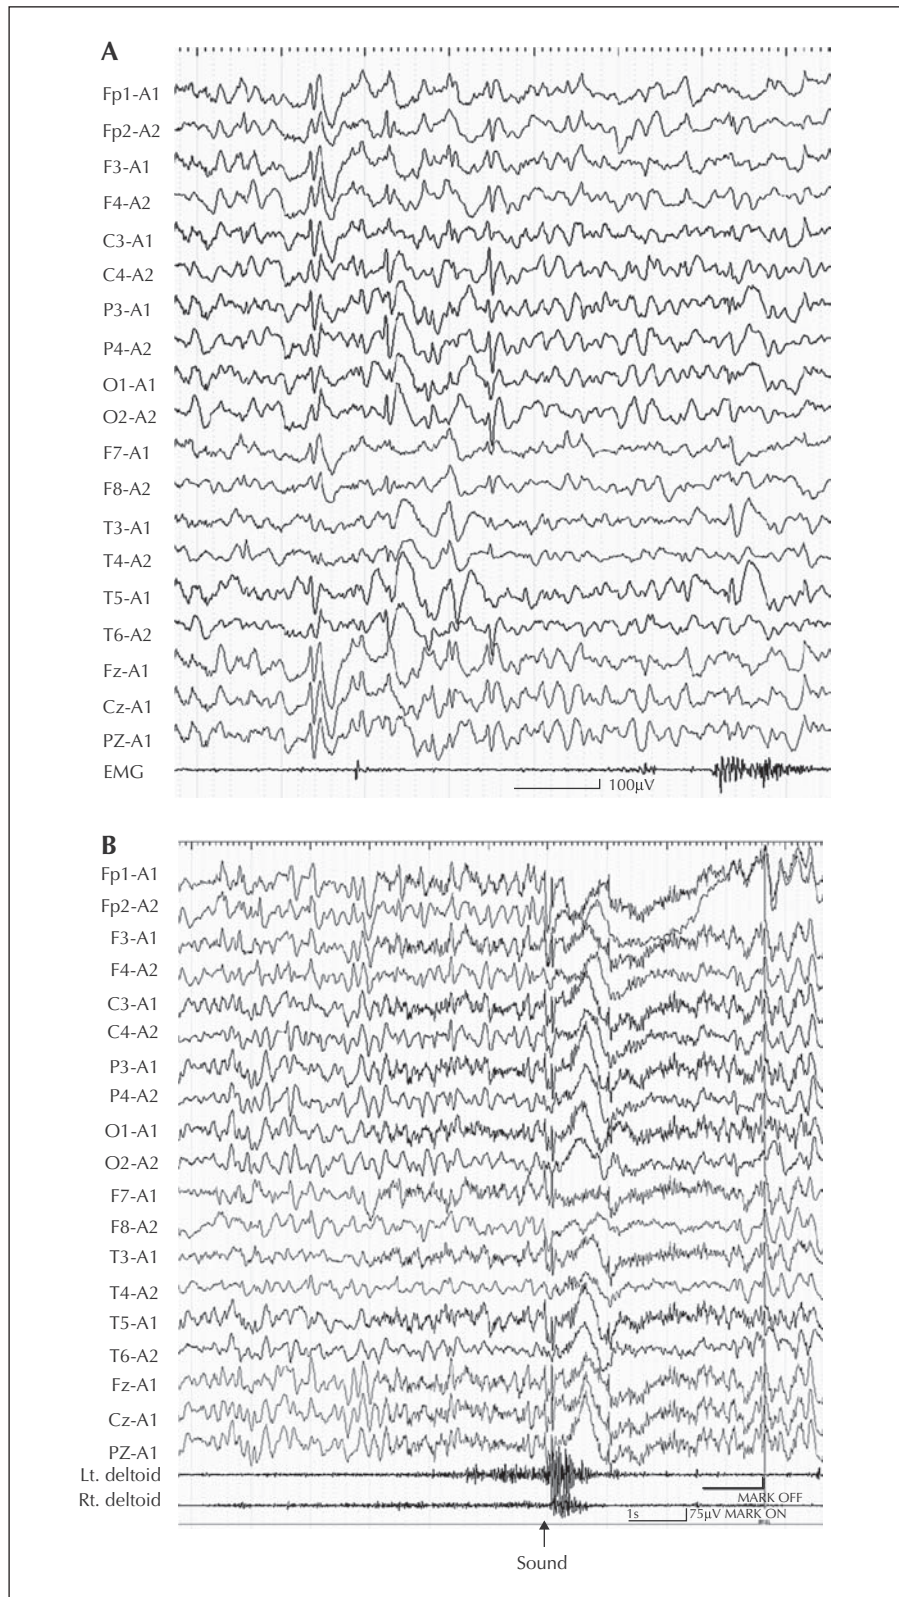 A
Fp1-A1
Fp2-A2
F3-A1
F4-A2
C3-A1
C4-A2
P3-A1
P4-A2
O1-A1
O2-A2
F7-A1
F8-A2
T3-A1
T4-A2
T5-A1
T6-A2
Fz-A1
Cz-A1
PZ-A1
EMG
100µV
B
Fp1-A1
Fp2-A2
F3-A1
F4-A2
C3-A1
C4-A2
P3-A1
P4-A2
O1-A1
O2-A2
F7-A1
F8-A2
T3-A1
T4-A2
T5-A1
T6-A2
Fz-A1
Cz-A1
PZ-A1
Lt. deltoid
MARK OFF
Rt. deltoid
1s 75µV MARK ON
Sound